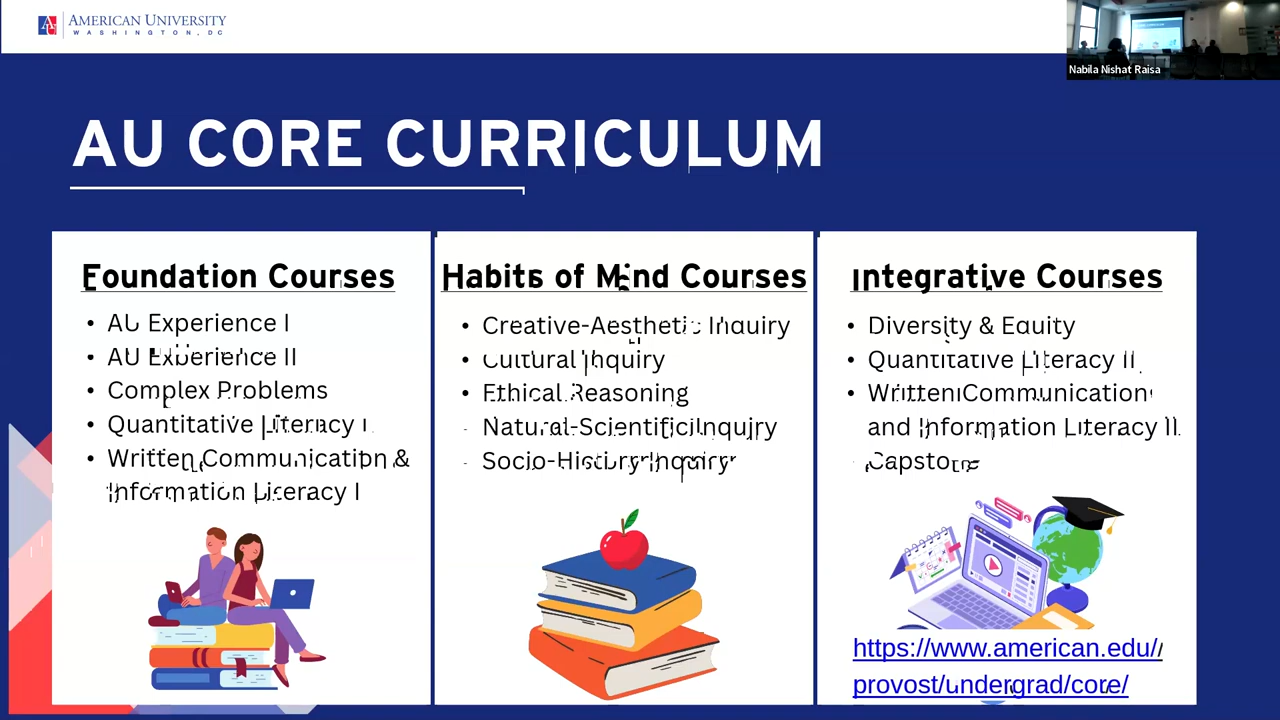 AMERICAN UNIVERSITY
WASHINGTON, DC
Nabila Nishat Raisa
AU CORE CURRICULUM
Foundation Courses
• AU Experience I
• AU Experience II
• Complex Problems
• Quantitative Literacy I
• Written Communication &
Information Literacy I
Habits of Mind Courses
• Creative-Aesthetic Inquiry
• Cultural Inquiry
• Ethical Reasoning
• Natural-Scientific Inquiry
• Socio-Historical Inquiry
Integrative Courses
• Diversity & Equity
• Quantitative Literacy II
• Written Communication
and Information Literacy II
• Capstone
https://www.american.edu/
provost/undergrad/core/